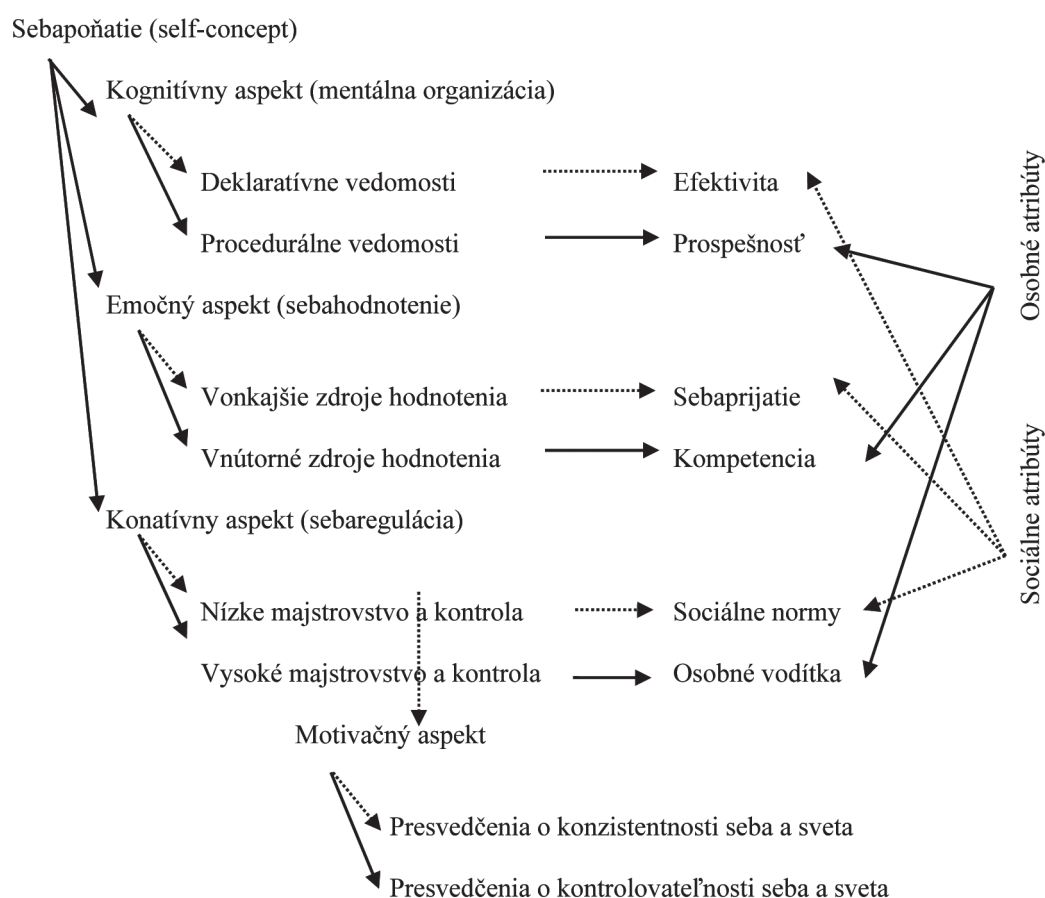 Sebapoňatie (self-concept)
Kognitívny aspekt (mentálna organizácia)
Deklaratívne vedomosti
Efektivita
Procedurálne vedomosti
Prospešnosť
Emočný aspekt (sebahodnotenie)
Vonkajšie zdroje hodnotenia
Sebaprijatie
Vnútorné zdroje hodnotenia
Kompetencia
Konatívny aspekt (sebaregulácia)
Nízke majstrovstvo a kontrola
Sociálne normy
Vysoké majstrovstvo a kontrola
Osobné vodítka
Motivačný aspekt
Presvedčenia o konzistentnosti seba a sveta
Presvedčenia o kontrolovateľnosti seba a sveta
Osobné atribúty
Sociálne atribúty